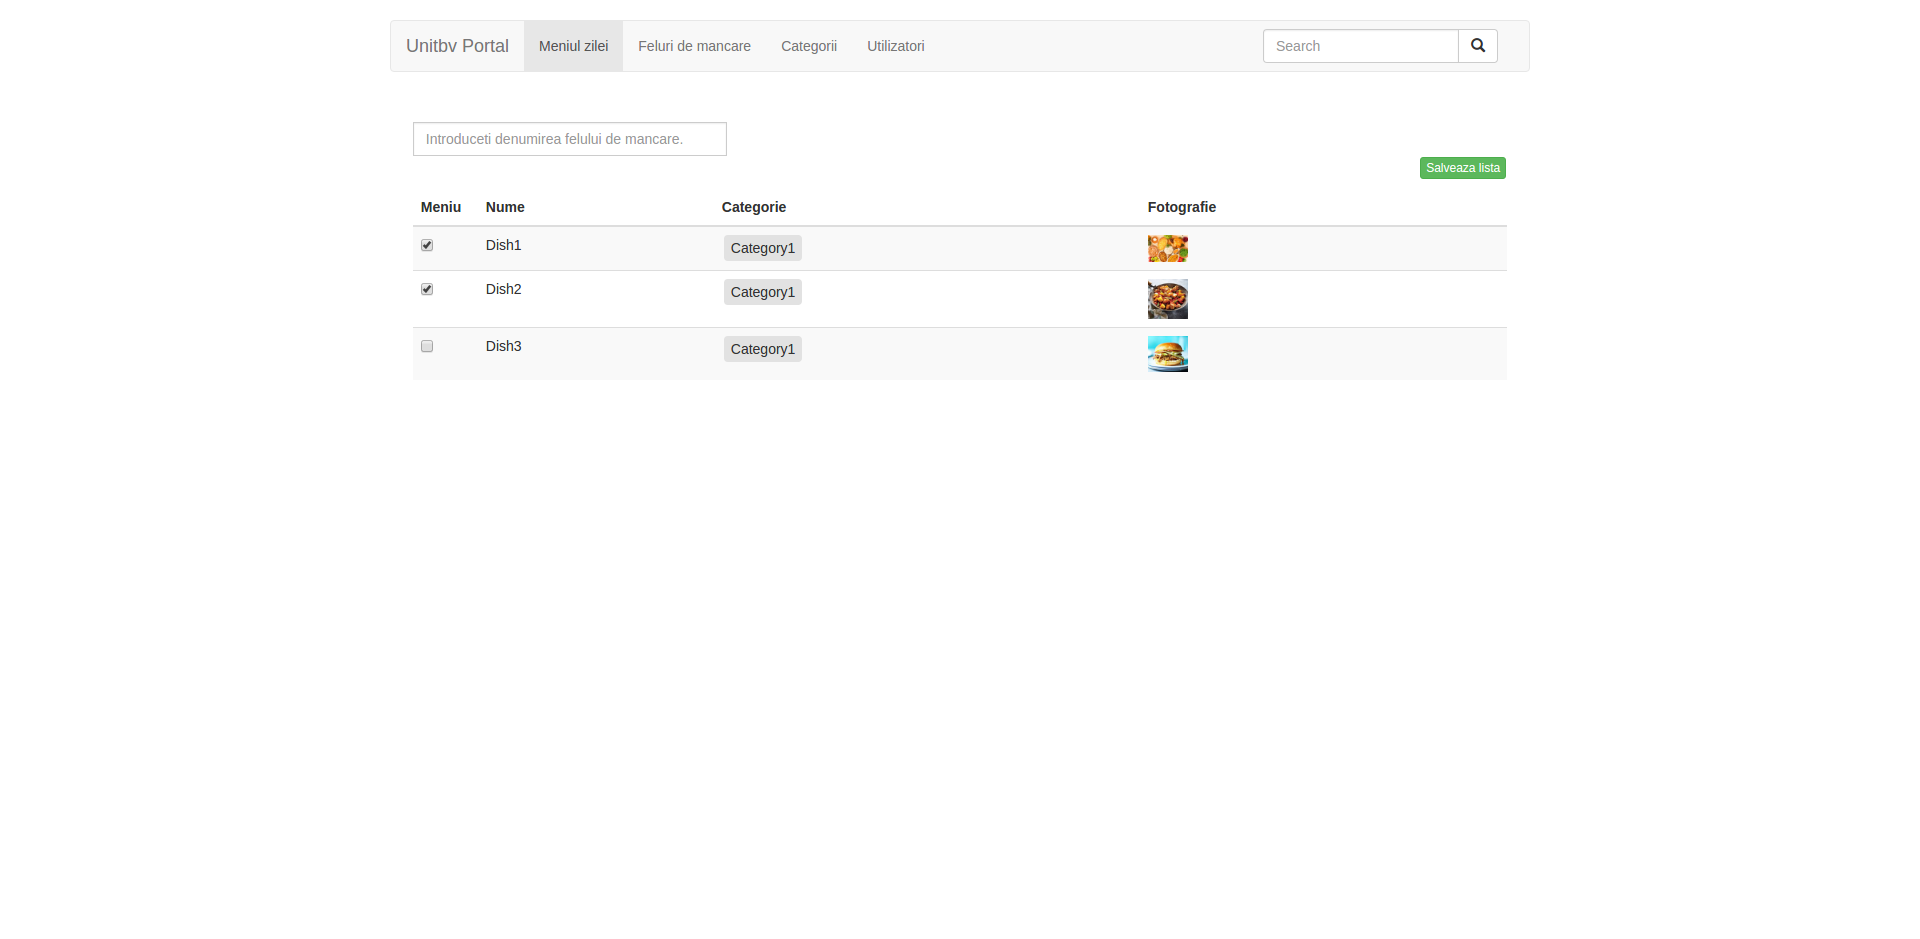 Unitbv Portal Meniul zilei Feluri de mancare Categorii Utilizatori Search
Introduceti denumirea felului de mancare.
Salveaza lista
Meniu Nume Categorie Fotografie
Dish1 Category1
Dish2 Category1
Dish3 Category1